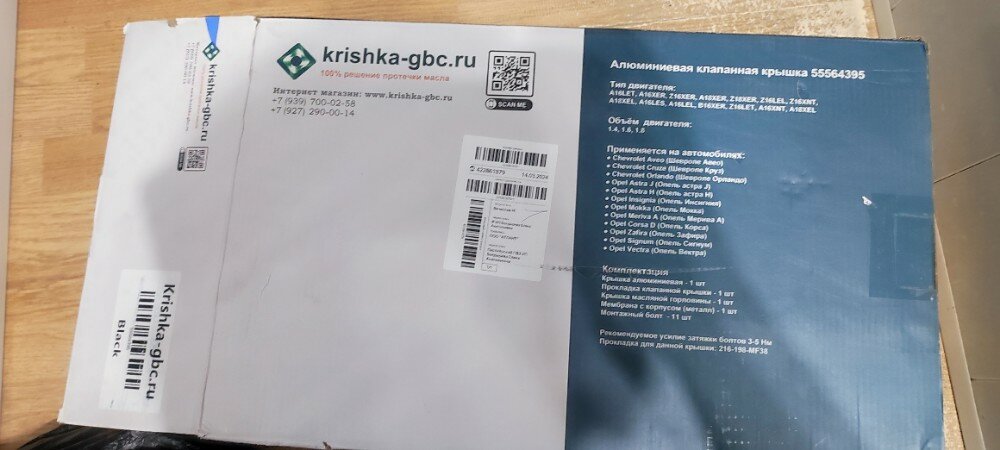 krishka-gbc.ru
100% решение протечки масла
Интернет магазин: www.krishka-gbc.ru
+7 (939) 700-02-58
+7 (927) 290-00-14
SCAN ME
krishka-gbc.ru
Krishka-gbc.ru
Black
14.03.2024
Алюминиевая клапанная крышка 55564395
Тип двигателя:
A16LET, A16XER, Z16XER, A18XER, Z18XER, Z16LEL, Z16XNT,
A18XEL, A16LES, A16LEL, B16XER, Z16LET, A16XNT, A18XEL
Объём двигателя:
1.4, 1.6, 1.8
Применяется на автомобилях:
• Chevrolet Aveo (Шевроле Авео)
• Chevrolet Cruze (Шевроле Круз)
• Chevrolet Orlando (Шевроле Орландо)
• Opel Astra J (Опель астра J)
• Opel Astra H (Опель астра H)
• Opel Insignia (Опель Инсигния)
• Opel Mokka (Опель Мокка)
• Opel Meriva A (Опель Мерива А)
• Opel Corsa D (Опель Корса)
• Opel Zafira (Опель Зафира)
• Opel Signum (Опель Сигнум)
• Opel Vectra (Опель Вектра)
Комплектация
Крышка алюминиевая - 1 шт
Прокладка клапанной крышки - 1 шт
Крышка масляной горловины - 1 шт
Мембрана с корпусом (металл) - 1 шт
Монтажный болт - 11 шт
Рекомендуемое усилие затяжки болтов 3-5 Нм
Прокладка для данной крышки: 216-198-MF38